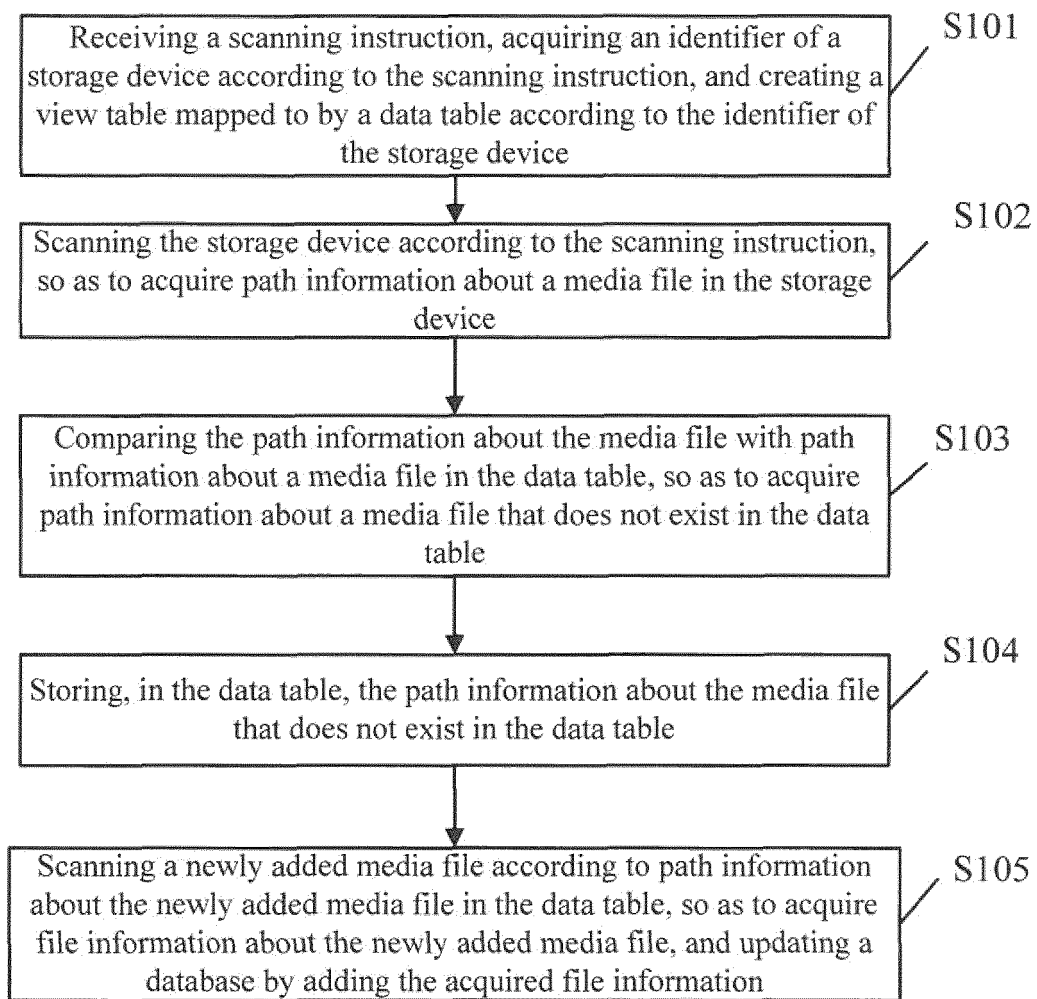 Receiving a scanning instruction, acquiring an identifier of a
storage device according to the scanning instruction, and creating a
view table mapped to by a data table according to the identifier of
the storage device
S101
Scanning the storage device according to the scanning instruction,
so as to acquire path information about a media file in the storage
device
S102
Comparing the path information about the media file with path
information about a media file in the data table, so as to acquire
path information about a media file that does not exist in the data
table
S103
Storing, in the data table, the path information about the media file
that does not exist in the data table
S104
Scanning a newly added media file according to path information
about the newly added media file in the data table, so as to acquire
file information about the newly added media file, and updating a
database by adding the acquired file information
S105